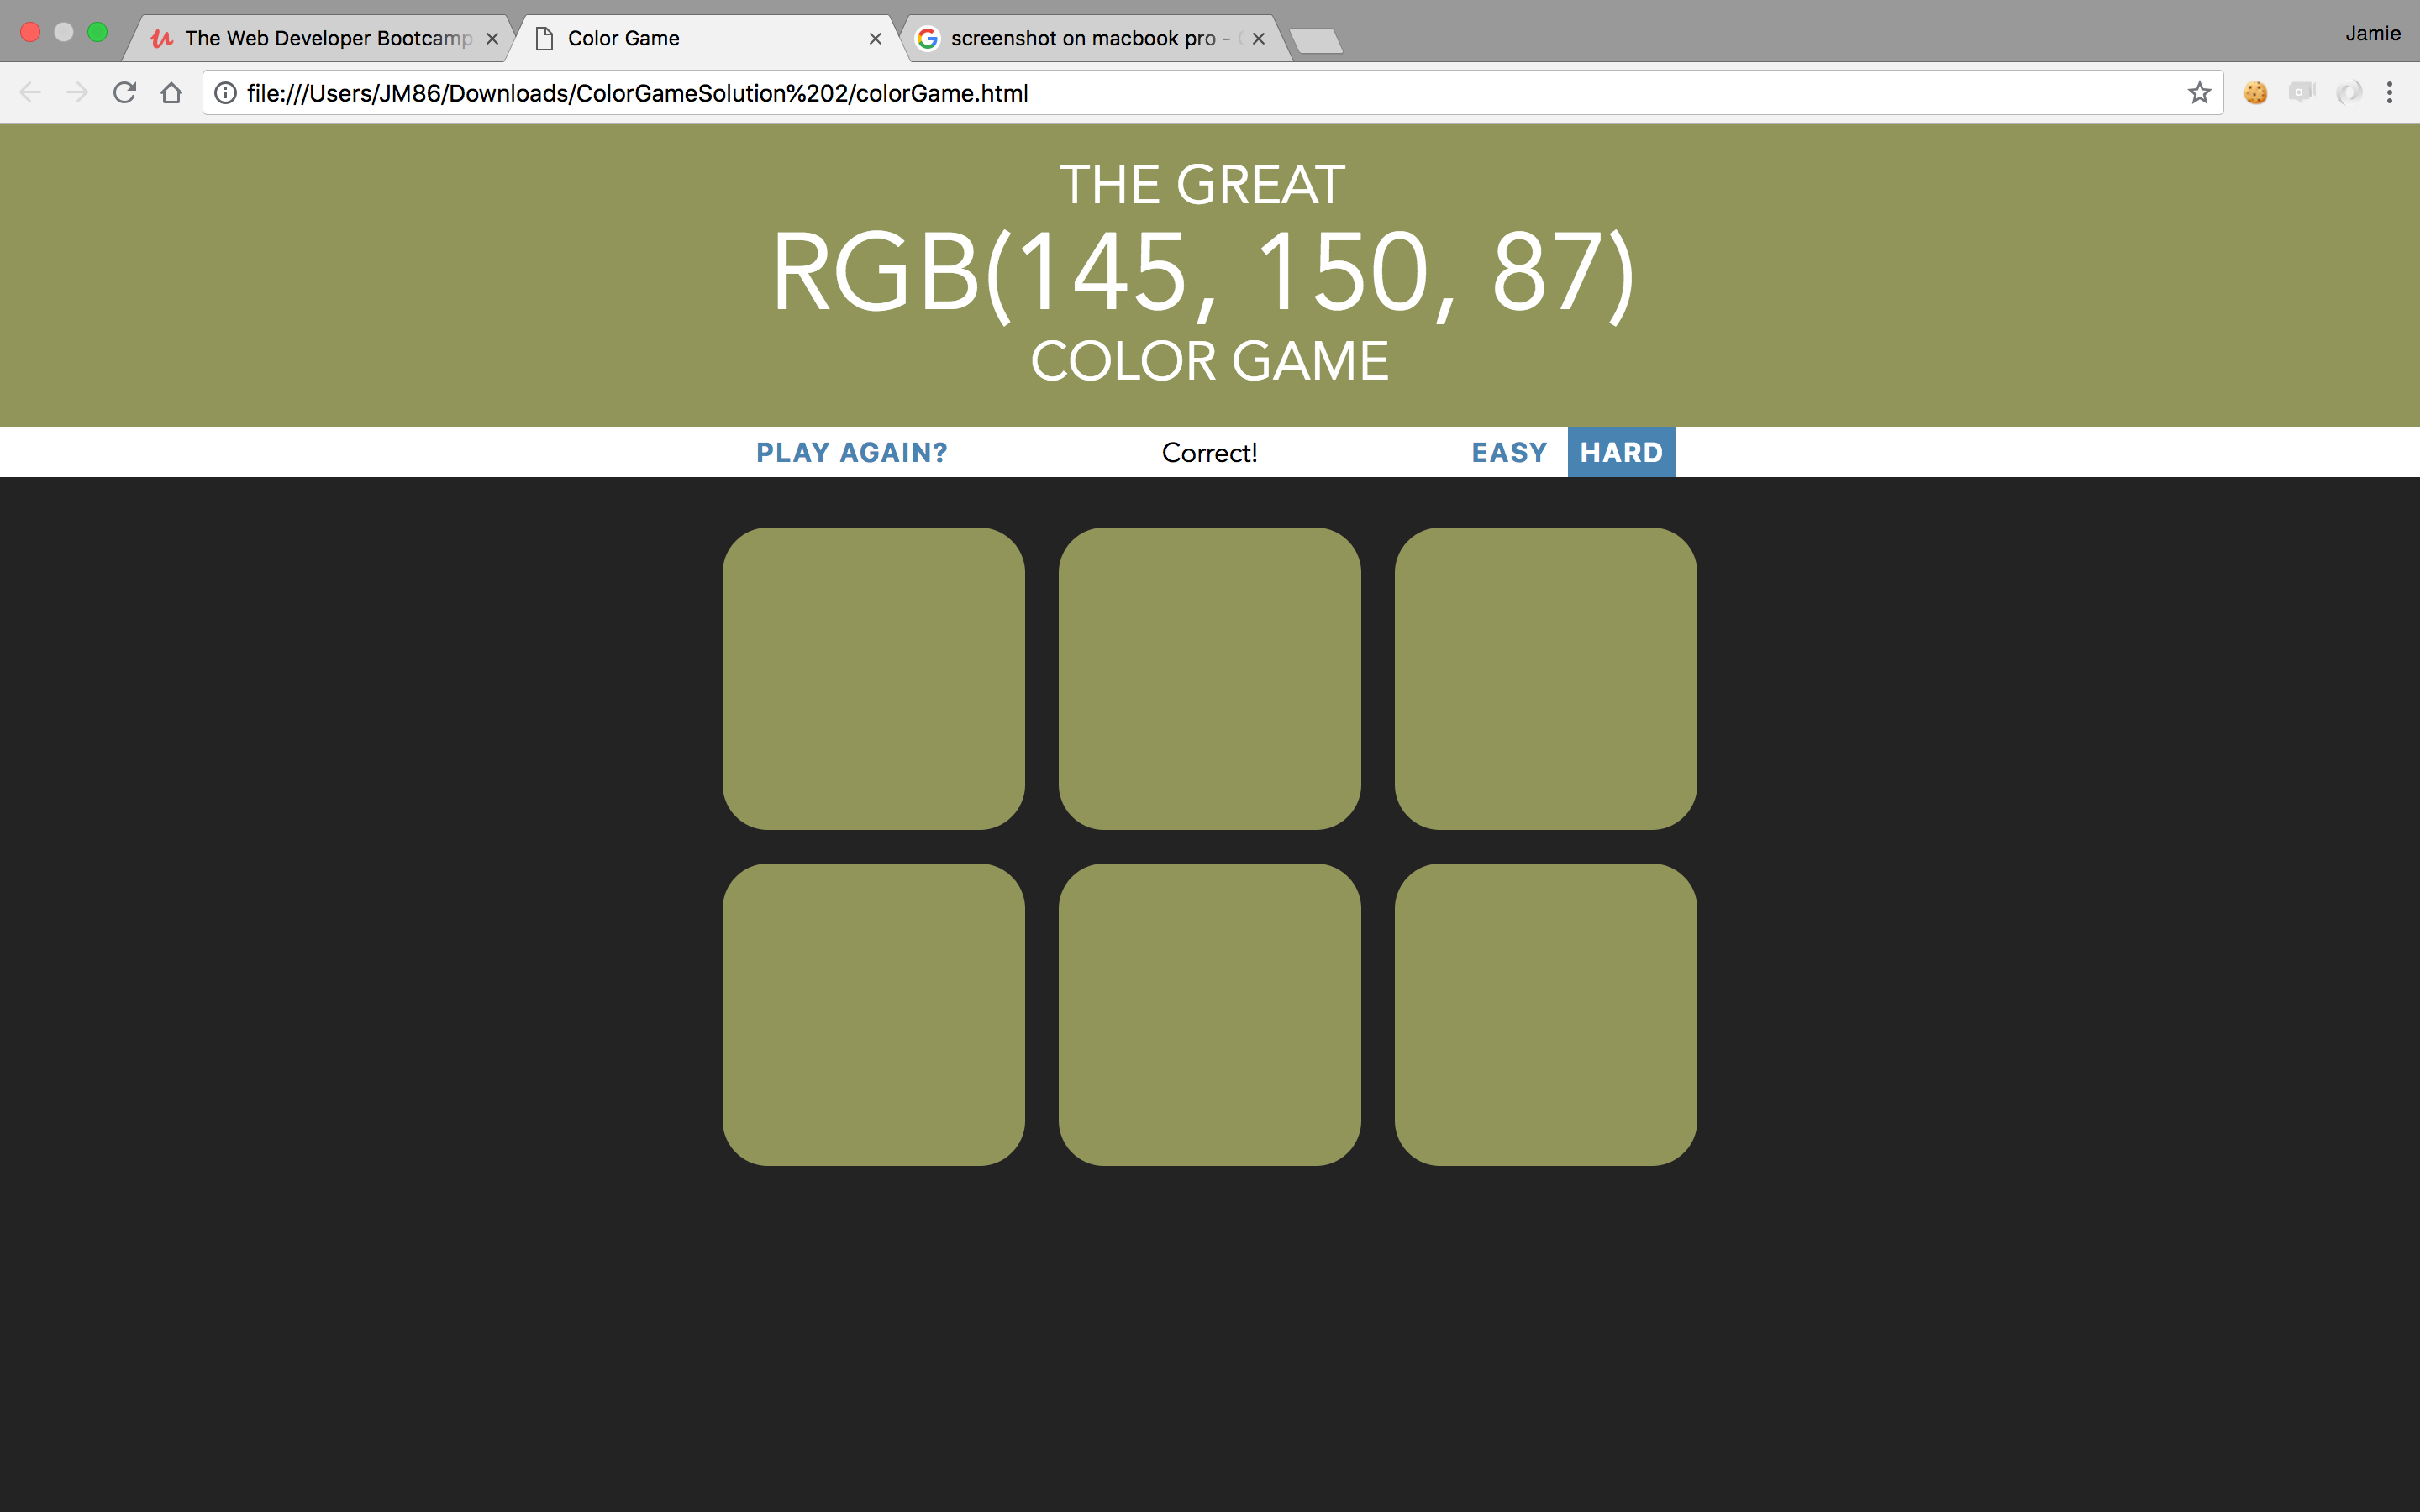 The Web Developer Bootcamp
Color Game
screenshot on macbook pro -
Jamie
file:///Users/JM86/Downloads/ColorGameSolution%202/colorGame.html
THE GREAT
RGB(145, 150, 87)
COLOR GAME
PLAY AGAIN?
Correct!
EASY
HARD